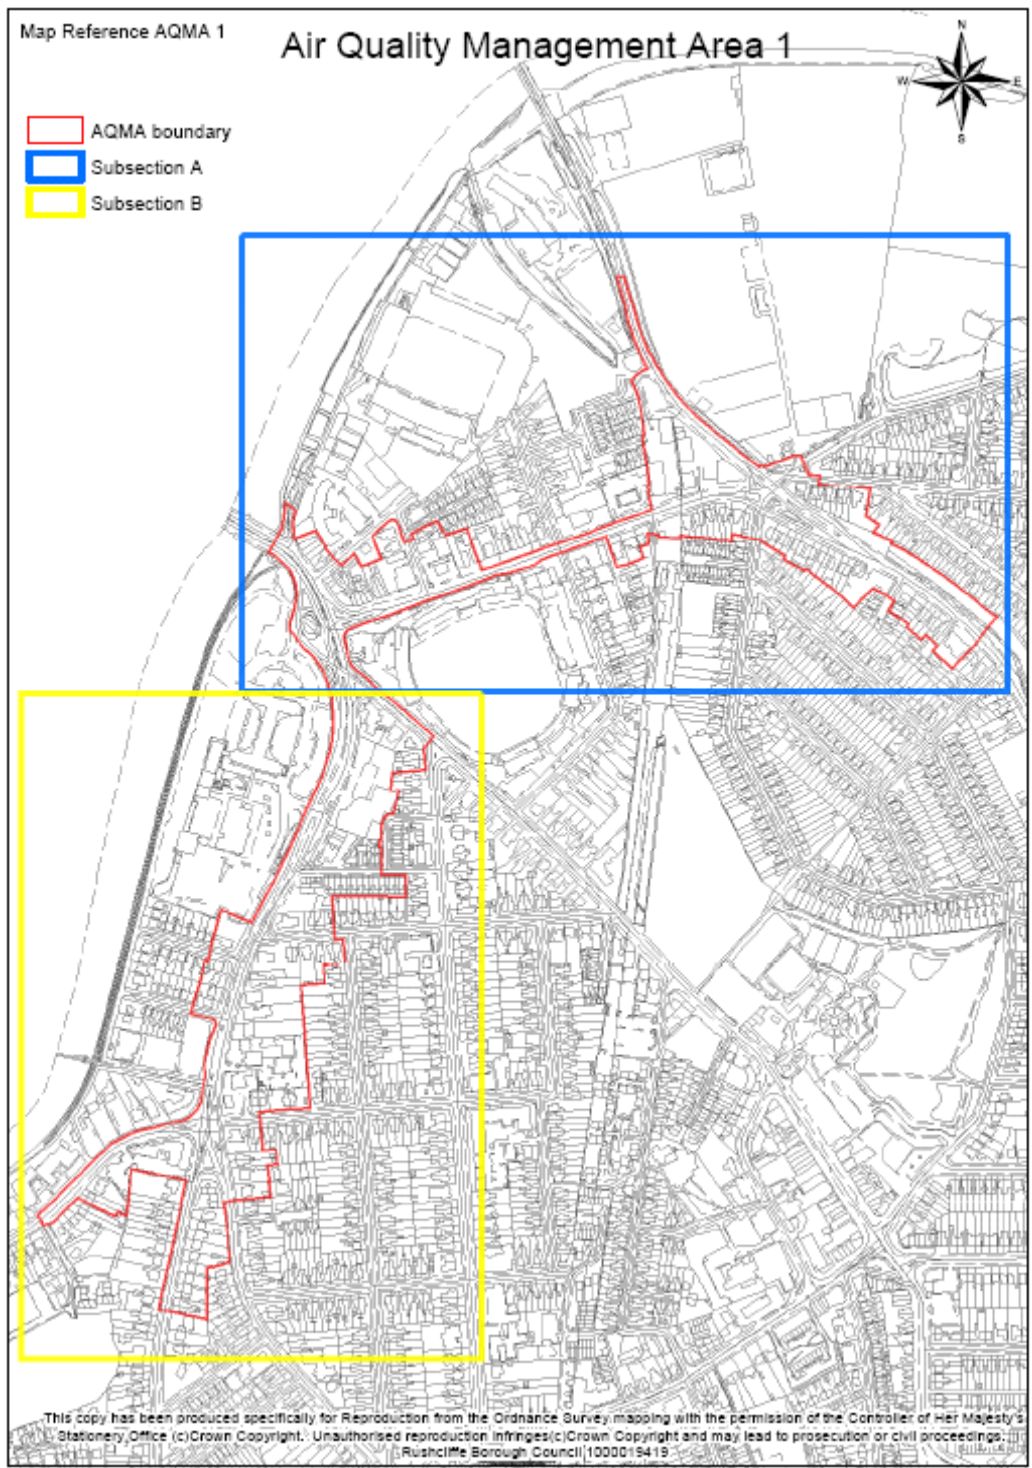 Map Reference AQMA 1
Air Quality Management Area 1
N
W
E
S
AQMA boundary
Subsection A
Subsection B
This copy has been produced specifically for Reproduction from the Ordnance Survey mapping with the permission of the Controller of Her Majesty's
Stationery Office (c)Crown Copyright. Unauthorised reproduction infringes(c)Crown Copyright and may lead to prosecution or civil proceedings.
Rushcliffe Borough Council 1000019419